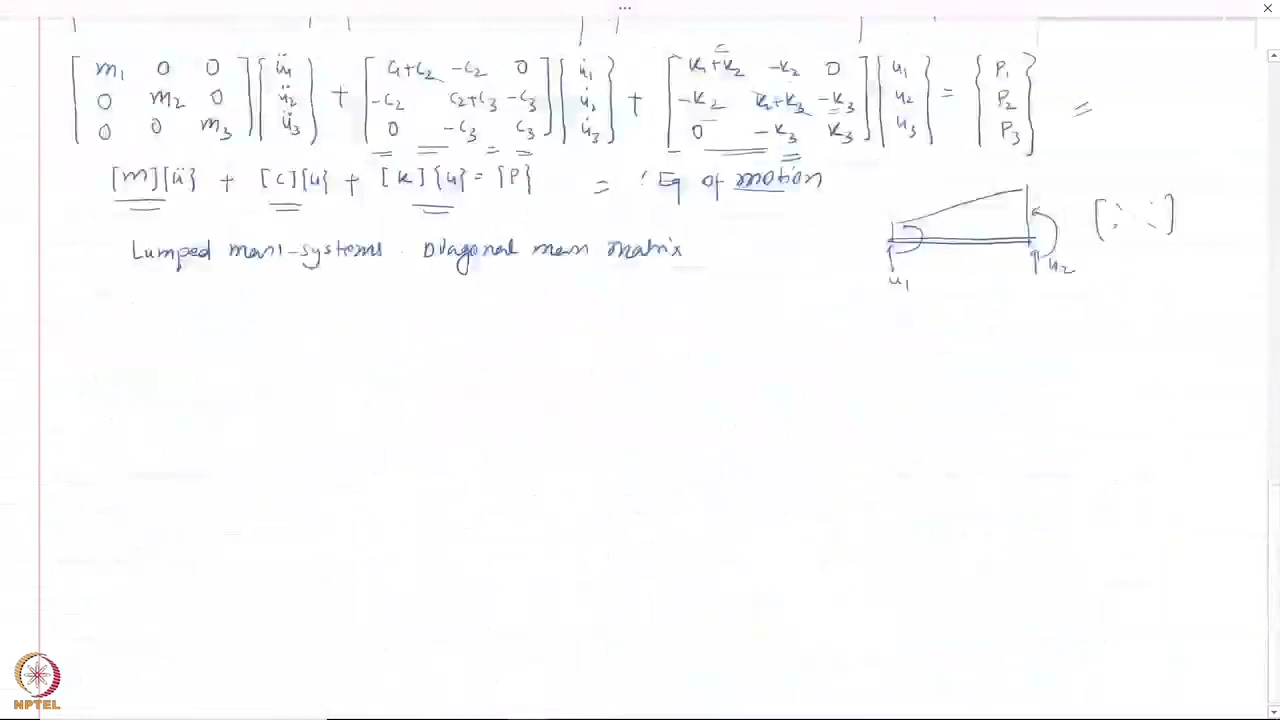 [ m1 0 0 ] { ü1 } + [ c1+c2 -c2 0 ] { u̇1 } + [ k1+k2 -k2 0 ] { u1 } = { P1 }
[ 0 m2 0 ] { ü2 } [ -c2 c2+c3 -c3 ] { u̇2 } [ -k2 k2+k3 -k3 ] { u2 } { P2 } =
[ 0 0 m3 ] { ü3 } [ 0 -c3 c3 ] { u̇3 } [ 0 -k3 k3 ] { u3 } { P3 }
[m]{ü} + [c]{u̇} + [k]{u} = {P} = Eq of motion
Lumped mass-systems. Diagonal mass matrix
u1
u2
NPTEL